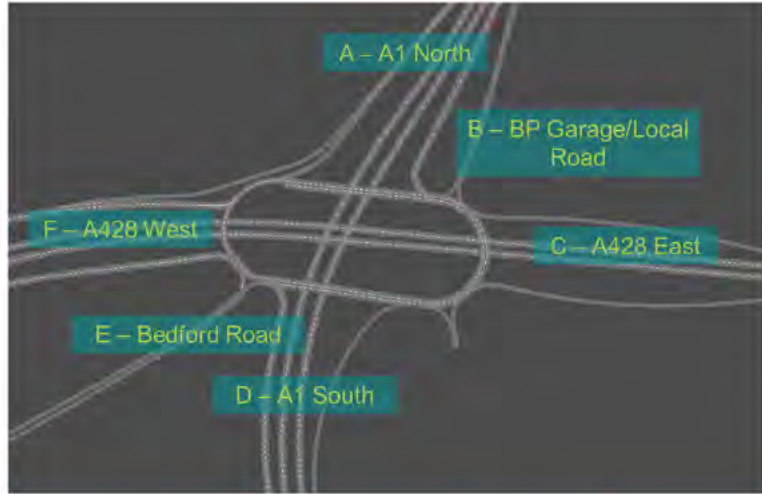 A – A1 North
B – BP Garage/Local
Road
F – A428 West
C – A428 East
E – Bedford Road
D – A1 South